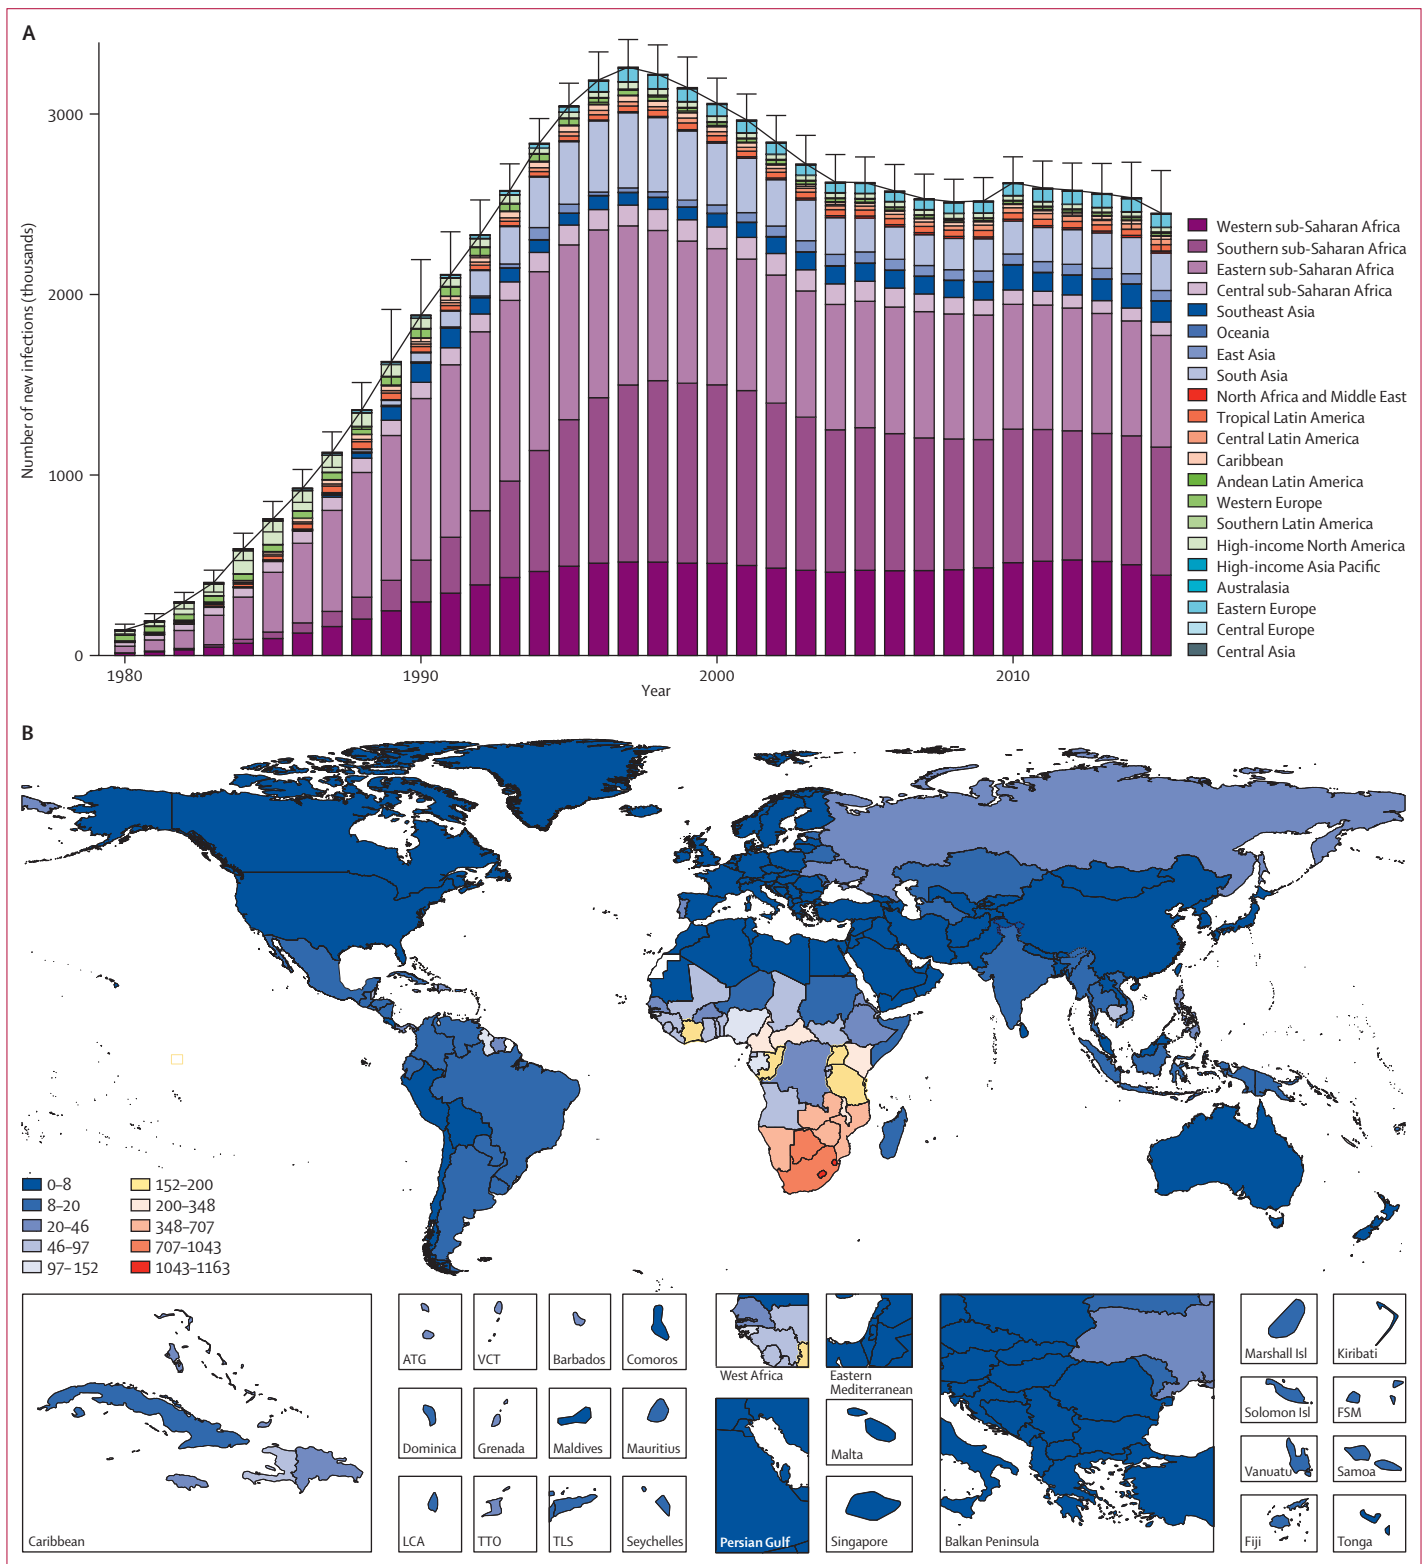 A
Number of new infections (thousands)
3000
2000
1000
0
1980
1990
2000
2010
Year
Western sub-Saharan Africa
Southern sub-Saharan Africa
Eastern sub-Saharan Africa
Central sub-Saharan Africa
Southeast Asia
Oceania
East Asia
South Asia
North Africa and Middle East
Tropical Latin America
Central Latin America
Caribbean
Andean Latin America
Western Europe
Southern Latin America
High-income North America
High-income Asia Pacific
Australasia
Eastern Europe
Central Europe
Central Asia
B
0–8
8–20
20–46
46–97
97–152
152–200
200–348
348–707
707–1043
1043–1163
Caribbean
ATG
VCT
Barbados
Comoros
Dominica
Grenada
Maldives
Mauritius
LCA
TTO
TLS
Seychelles
West Africa
Eastern
Mediterranean
Persian Gulf
Malta
Singapore
Balkan Peninsula
Marshall Isl
Kiribati
Solomon Isl
FSM
Vanuatu
Samoa
Fiji
Tonga